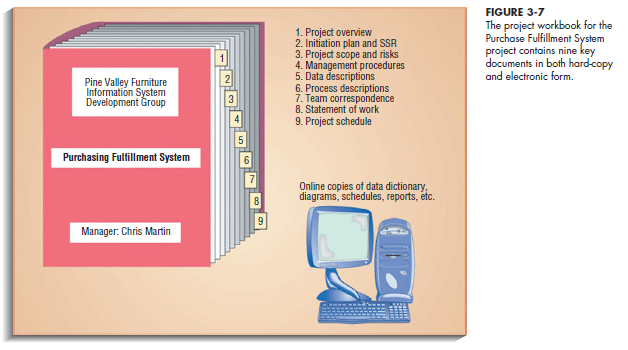 Pine Valley Furniture
Information System
Development Group
Purchasing Fulfillment System
Manager: Chris Martin
1
2
3
4
5
6
7
8
9
1. Project overview
2. Initiation plan and SSR
3. Project scope and risks
4. Management procedures
5. Data descriptions
6. Process descriptions
7. Team correspondence
8. Statement of work
9. Project schedule
Online copies of data dictionary,
diagrams, schedules, reports, etc.
FIGURE 3-7
The project workbook for the
Purchase Fulfillment System
project contains nine key
documents in both hard-copy
and electronic form.